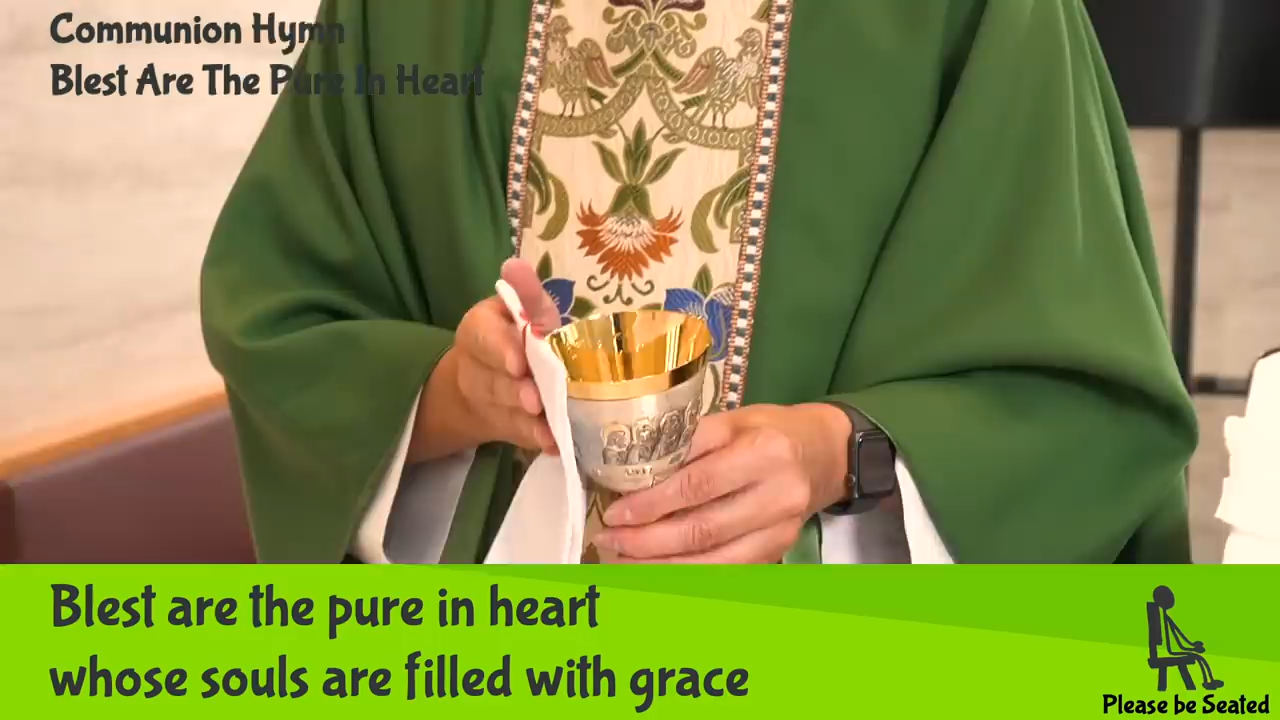 Communion Hymn
Blest Are The Pure In Heart
Blest are the pure in heart
whose souls are filled with grace
Please be Seated